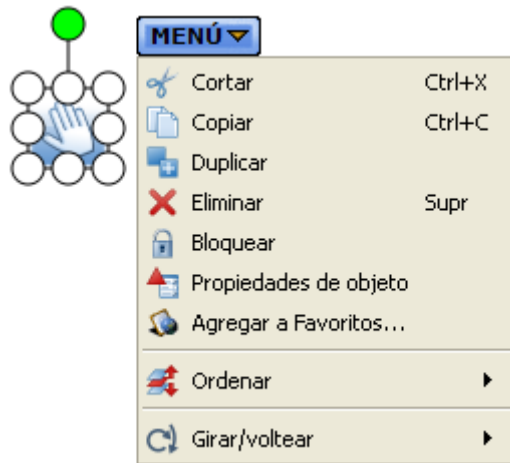 MENÚ
Cortar Ctrl+X
Copiar Ctrl+C
Duplicar
Eliminar Supr
Bloquear
Propiedades de objeto
Agregar a Favoritos...
Ordenar
Girar/voltear